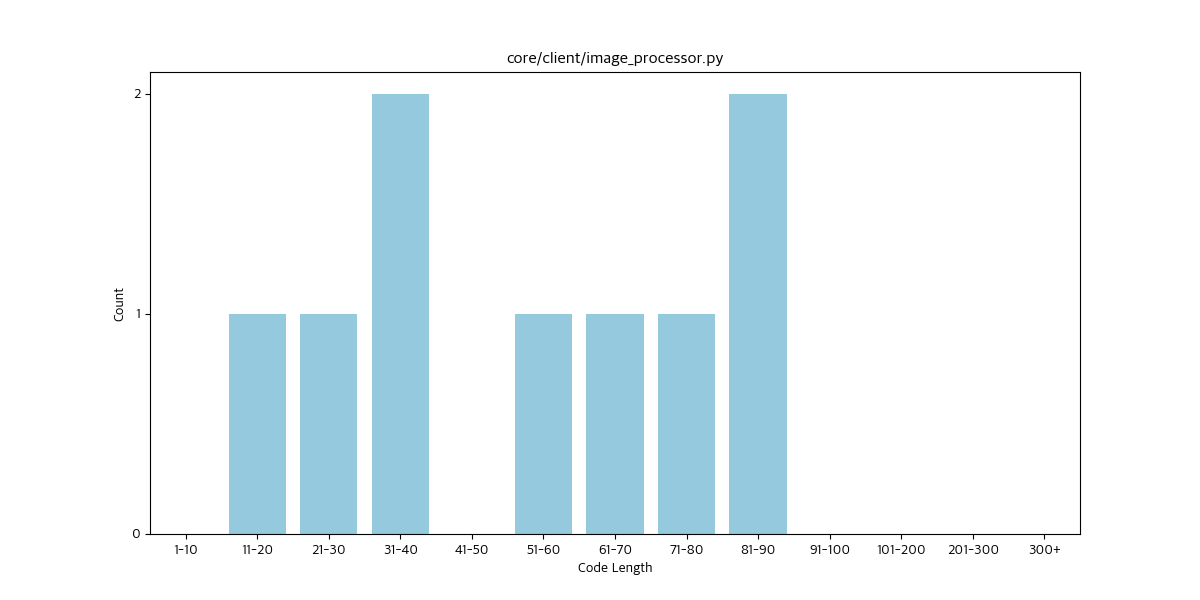 core/client/image_processor.py
Count
2
1
0
1-10 11-20 21-30 31-40 41-50 51-60 61-70 71-80 81-90 91-100 101-200 201-300 300+
Code Length